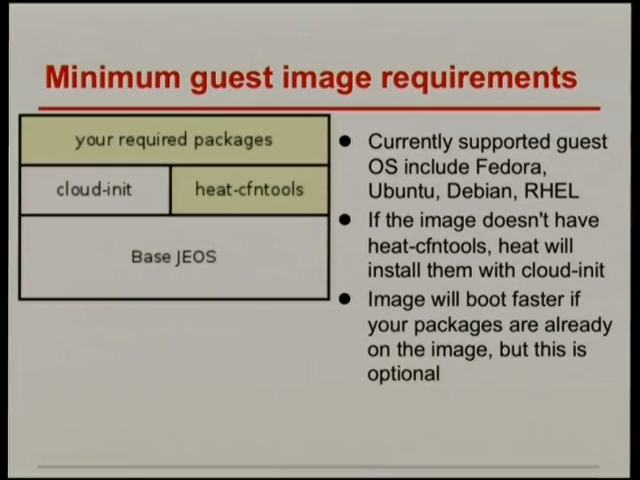 Minimum guest image requirements
your required packages
cloud-init
heat-cfntools
Base JEOS
Currently supported guest
OS include Fedora,
Ubuntu, Debian, RHEL
If the image doesn't have
heat-cfntools, heat will
install them with cloud-init
Image will boot faster if
your packages are already
on the image, but this is
optional